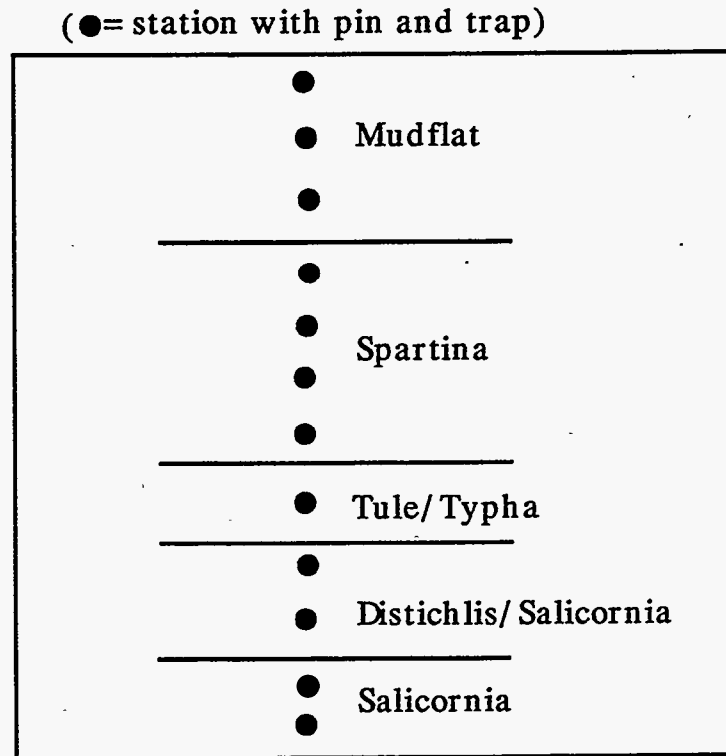 (●= station with pin and trap)
Mudflat
Spartina
Tule/Typha
Distichlis/Salicornia
Salicornia